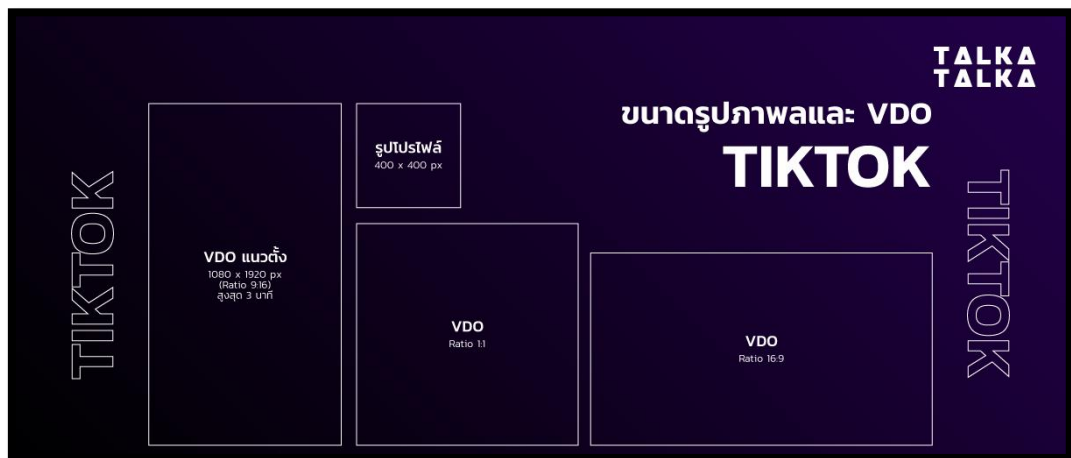 TALKA
TALKA
ขนาดรูปภาพลและ VDO
TIKTOK
TIKTOK
VDO แนวตั้ง
1080 x 1920 px
(Ratio 9:16)
สูงสุด 3 นาที
รูปโปรไฟล์
400 x 400 px
VDO
Ratio 1:1
VDO
Ratio 16:9
TIKTOK